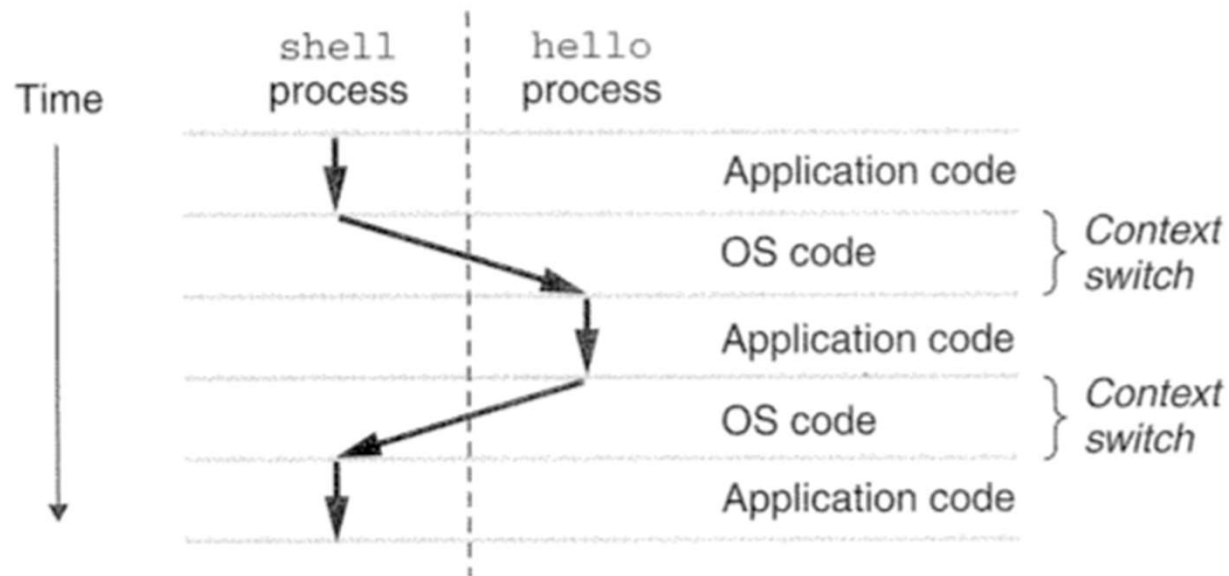 shell
process
hello
process
Time
Application code
OS code
Context
switch
Application code
OS code
Context
switch
Application code